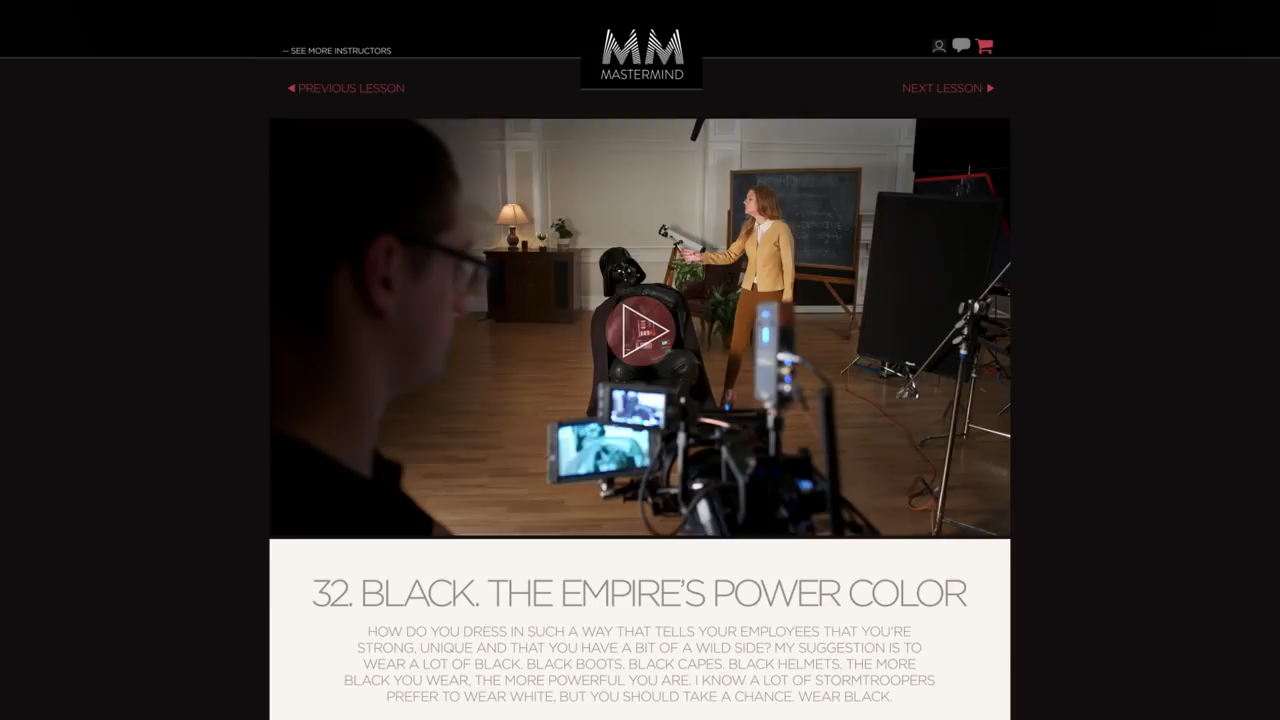 -- SEE MORE INSTRUCTORS
MM
MASTERMIND
PREVIOUS LESSON
NEXT LESSON
32. BLACK. THE EMPIRE'S POWER COLOR
HOW DO YOU DRESS IN SUCH A WAY THAT TELLS YOUR EMPLOYEES THAT YOU'RE
STRONG, UNIQUE AND THAT YOU HAVE A BIT OF A WILD SIDE? MY SUGGESTION IS TO
WEAR A LOT OF BLACK. BLACK BOOTS. BLACK CAPES. BLACK HELMETS. THE MORE
BLACK YOU WEAR, THE MORE POWERFUL YOU ARE. I KNOW A LOT OF STORMTROOPERS
PREFER TO WEAR WHITE, BUT YOU SHOULD TAKE A CHANCE. WEAR BLACK.